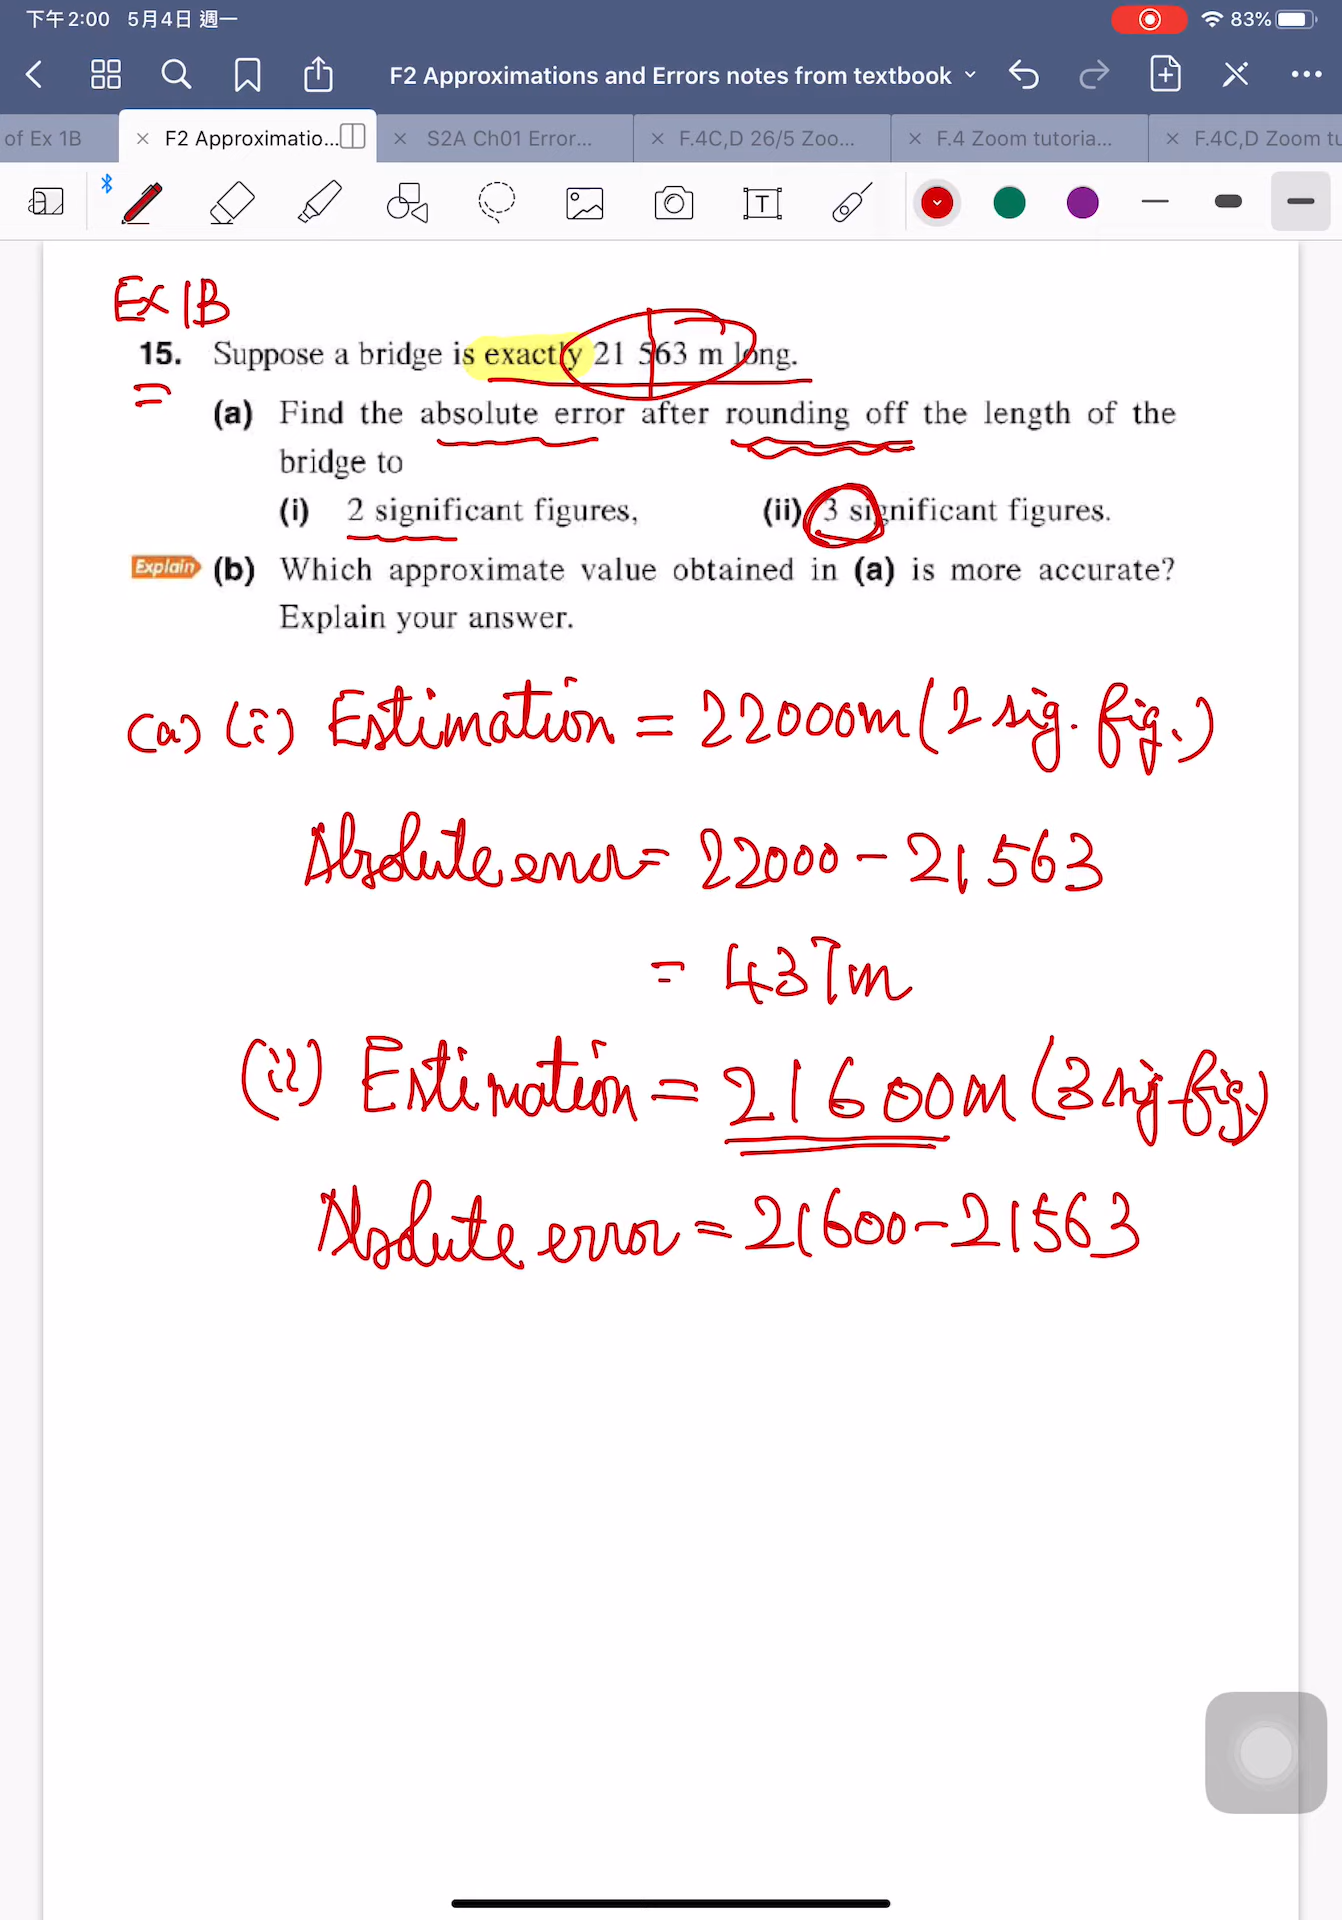 下午2:00 5月4日 週一 83%
F2 Approximations and Errors notes from textbook
of Ex 1B × F2 Approximatio... × S2A Ch01 Error... × F.4C,D 26/5 Zoo... × F.4 Zoom tutoria... × F.4C,D Zoom tu
Ex 1B
15. Suppose a bridge is exactly 21 563 m long.
(a) Find the absolute error after rounding off the length of the
bridge to
(i) 2 significant figures, (ii) 3 significant figures.
Explain (b) Which approximate value obtained in (a) is more accurate?
Explain your answer.
(a) (i) Estimation = 22000m (2 sig. fig.)
Absolute error = 22000 - 21563
= 437m
(ii) Estimation = 21600m (3 sig. fig.)
Absolute error = 21600 - 21563